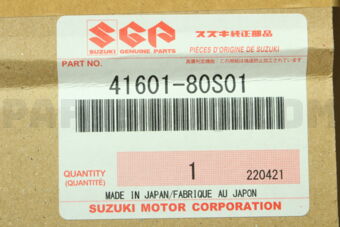 SGP
スズキ純正部品
SUZUKI GENUINE PARTS
PIÈCES D'ORIGINE DE SUZUKI
PART NO.
41601-80S01
QUANTITY
(QUANTITÉ)
1
220421
MADE IN JAPAN/FABRIQUE AU JAPON
SUZUKI MOTOR CORPORATION